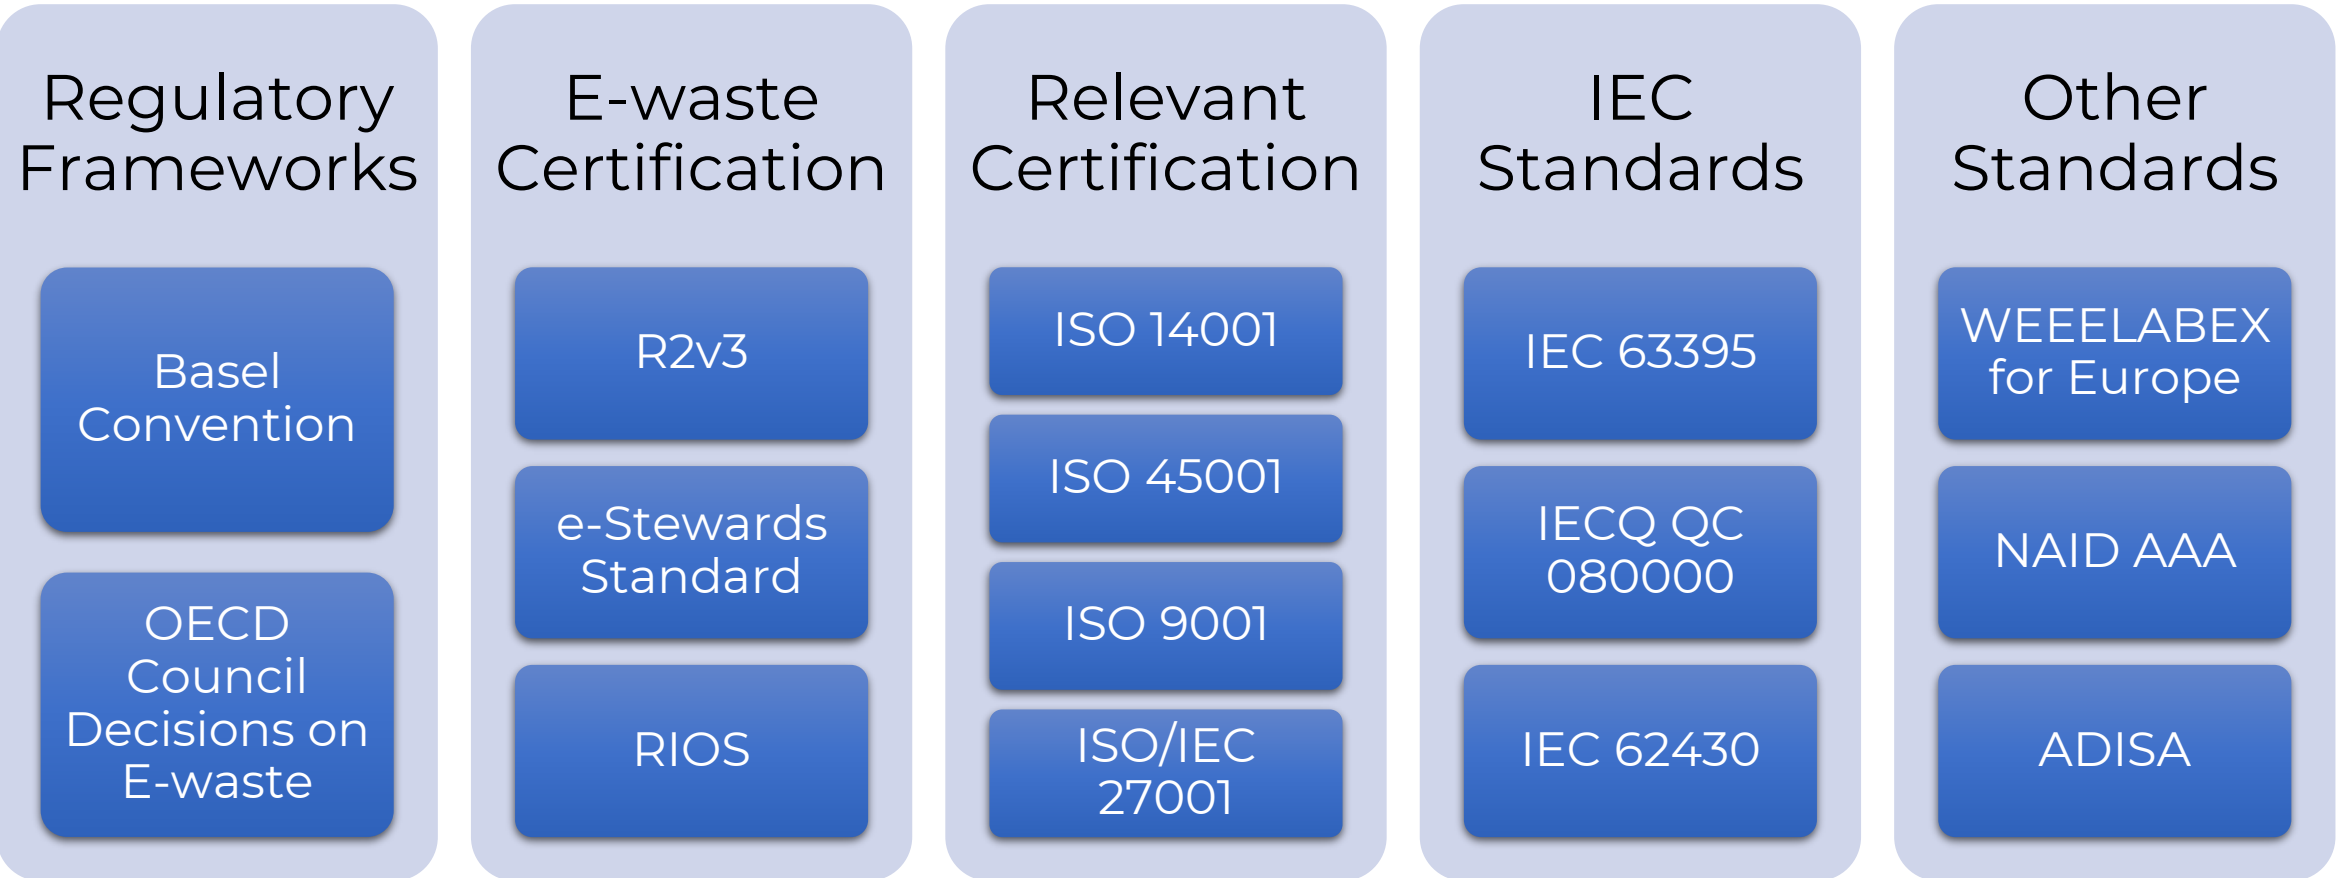 Regulatory
Frameworks
Basel
Convention
OECD
Council
Decisions on
E-waste
E-waste
Certification
R2v3
e-Stewards
Standard
RIOS
Relevant
Certification
ISO 14001
ISO 45001
ISO 9001
ISO/IEC
27001
IEC
Standards
IEC 63395
IECQ QC
080000
IEC 62430
Other
Standards
WEEELABEX
for Europe
NAID AAA
ADISA